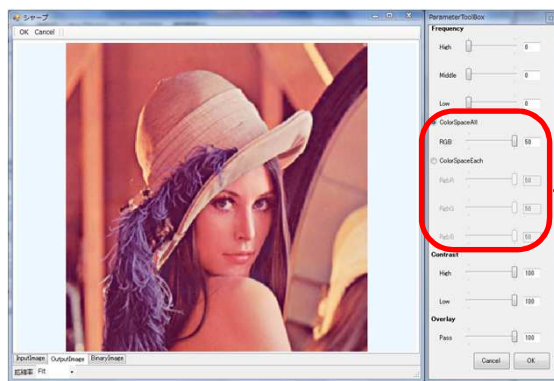 シャープ
OK Cancel
InputImage OutputImage BinaryImage
拡縮率 Fit
ParameterToolBox
Frequency
High 0
Middle 0
Low 0
ColorSpaceAll
RGB 50
ColorSpaceEach
50
50
50
Contrast
High 100
Low 100
Overlay
Pass 100
Cancel OK